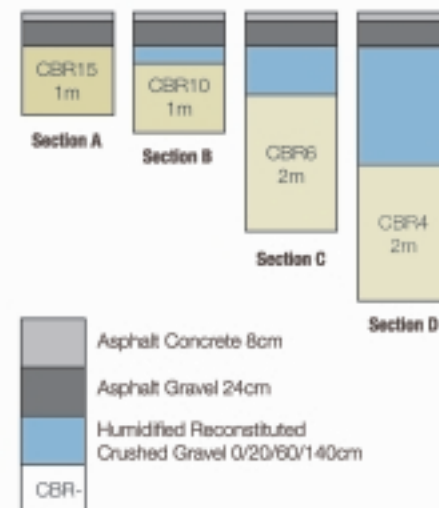 CBR15
1m
Section A
CBR10
1m
Section B
CBR6
2m
Section C
CBR4
2m
Section D
Asphalt Concrete 8cm
Asphalt Gravel 24cm
Humidified Reconstituted
Crushed Gravel 0/20/60/140cm
CBR-